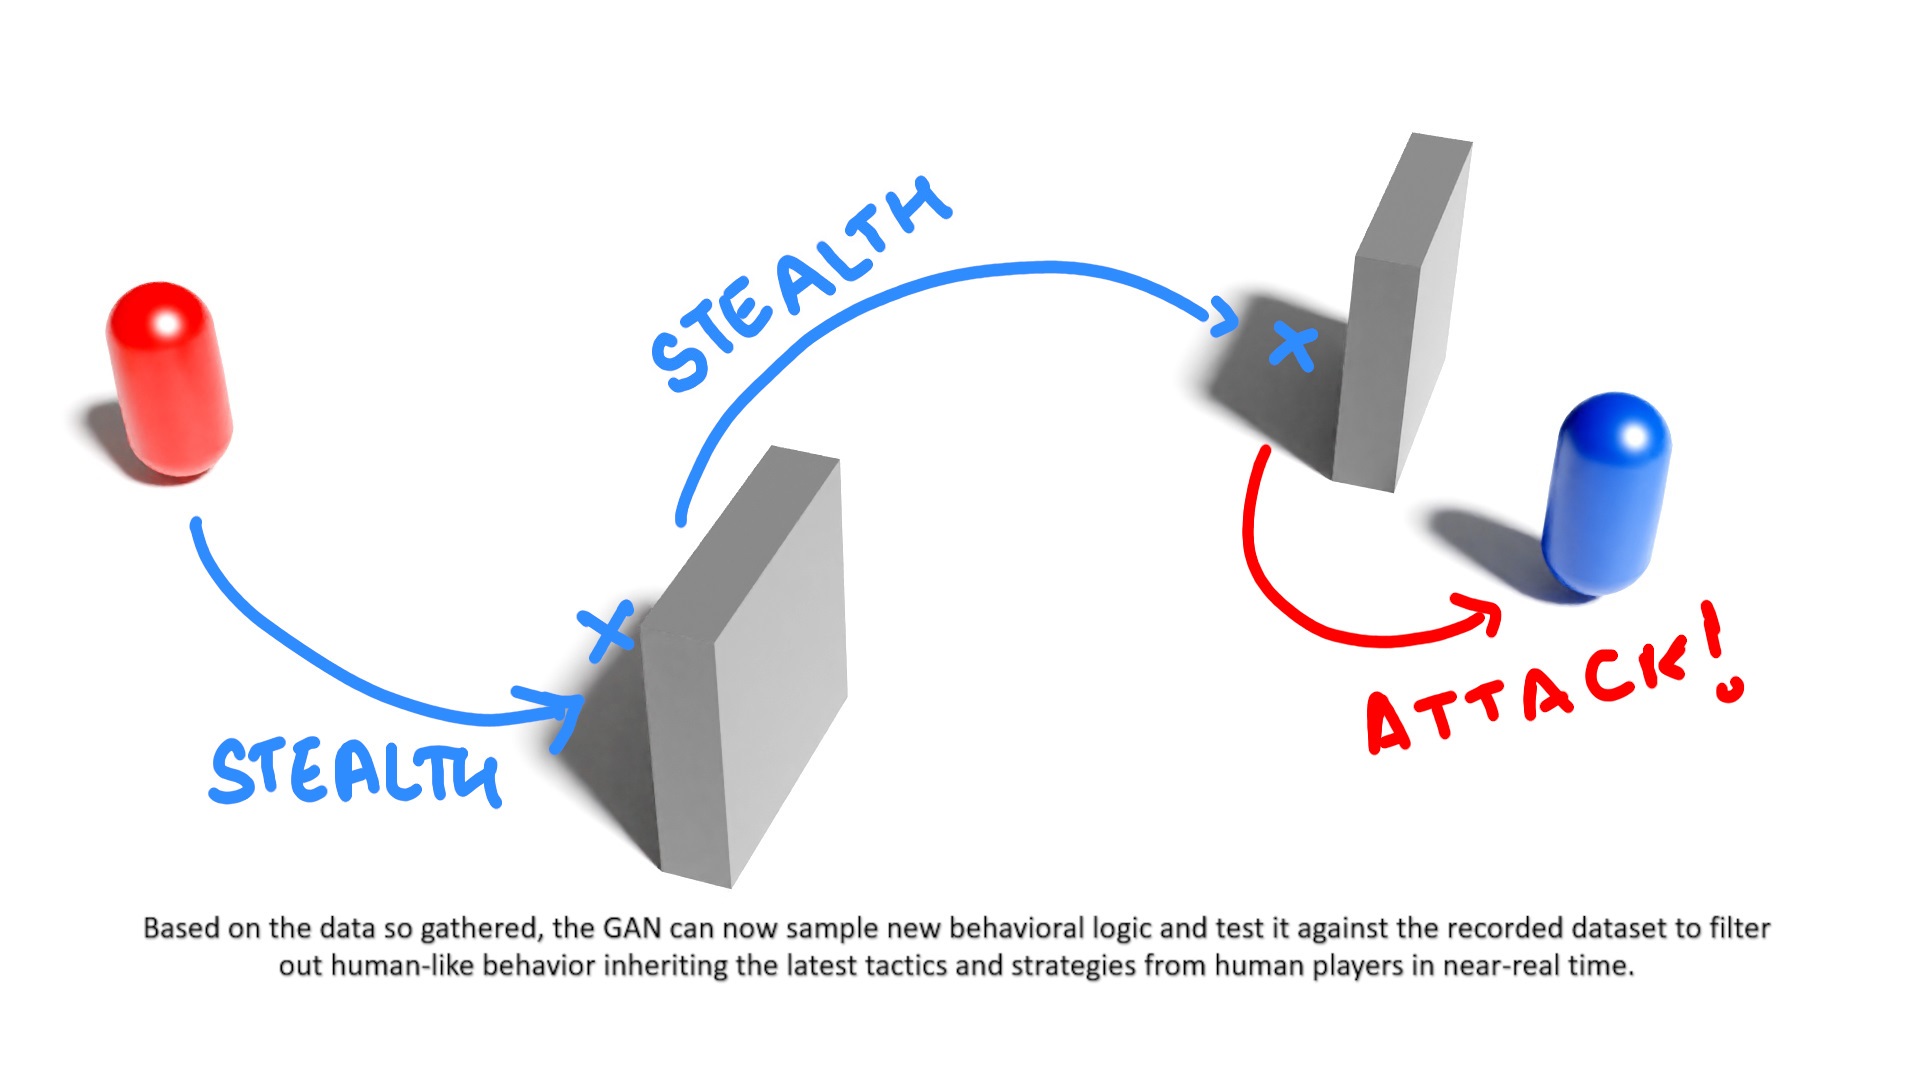 STEALTH
STEALTH
ATTACK!
Based on the data so gathered, the GAN can now sample new behavioral logic and test it against the recorded dataset to filter
out human-like behavior inheriting the latest tactics and strategies from human players in near-real time.